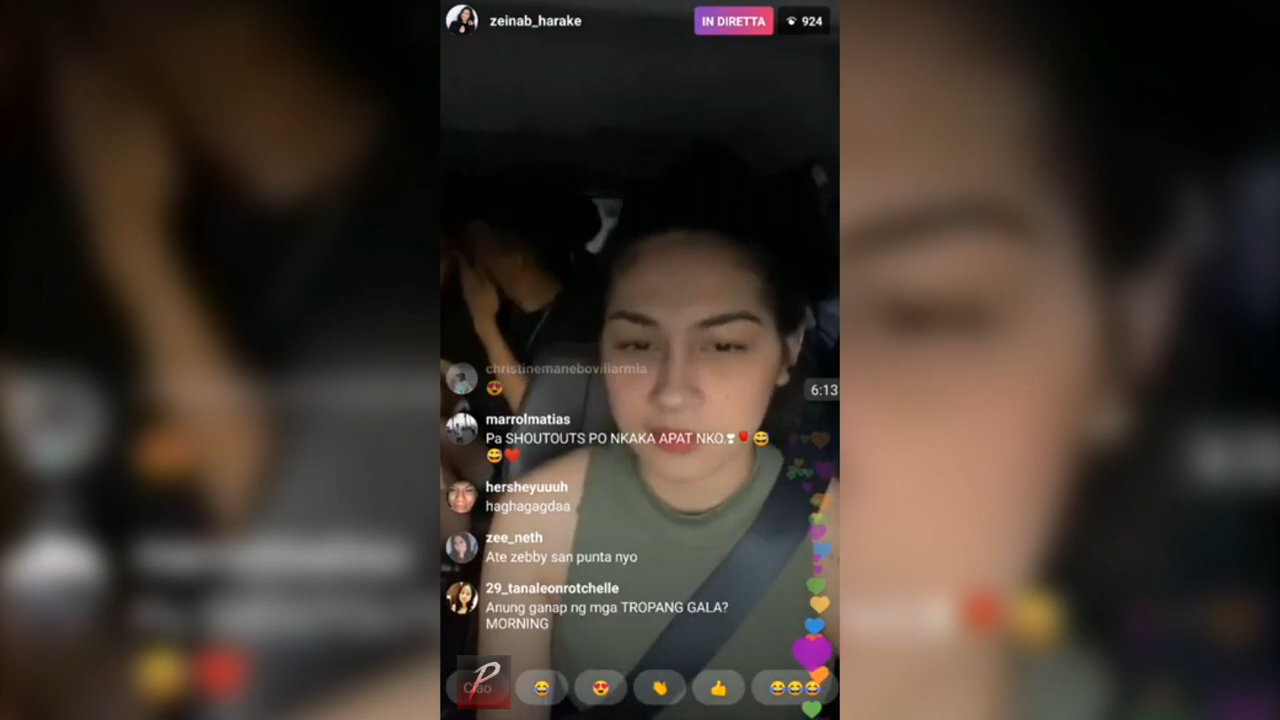 zeinab_harake
IN DIRETTA
924
christinemanebovillarmia
😍
6:13
marrolmatias
Pa SHOUTOUTS PO NKAKA APAT NKO.❣🌹😅
😅❤️
hersheyuuuh
haghagagdaa
zee_neth
Ate zebby san punta nyo
29_tanaleonrotchelle
Anung ganap ng mga TROPANG GALA?
MORNING
P
Ciao
😂 😍 👏 👍 😂😂😂